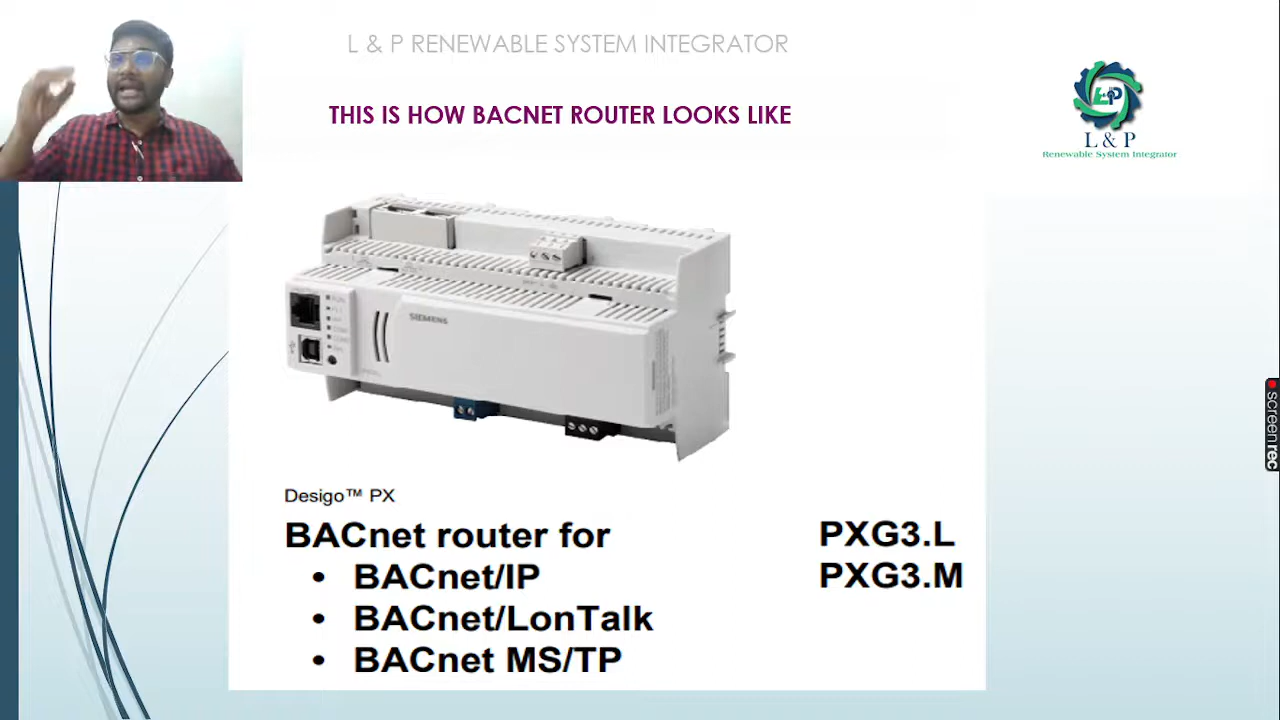 L & P RENEWABLE SYSTEM INTEGRATOR
THIS IS HOW BACNET ROUTER LOOKS LIKE
L&P
L & P
Renewable System Integrator
SIEMENS
Desigo™ PX
BACnet router for
PXG3.L
PXG3.M
• BACnet/IP
• BACnet/LonTalk
• BACnet MS/TP
screenrec